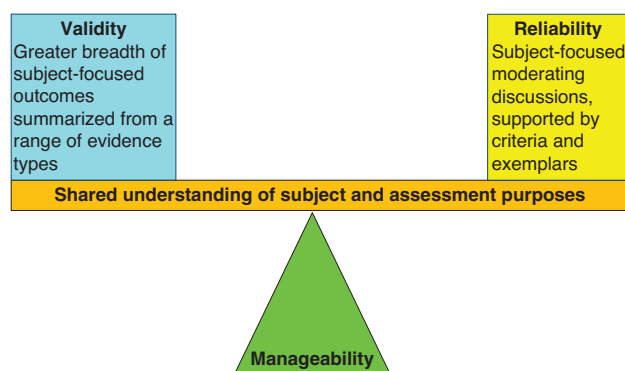 Validity
Greater breadth of
subject-focused
outcomes
summarized from a
range of evidence
types
Reliability
Subject-focused
moderating
discussions,
supported by
criteria and
exemplars
Shared understanding of subject and assessment purposes
Manageability